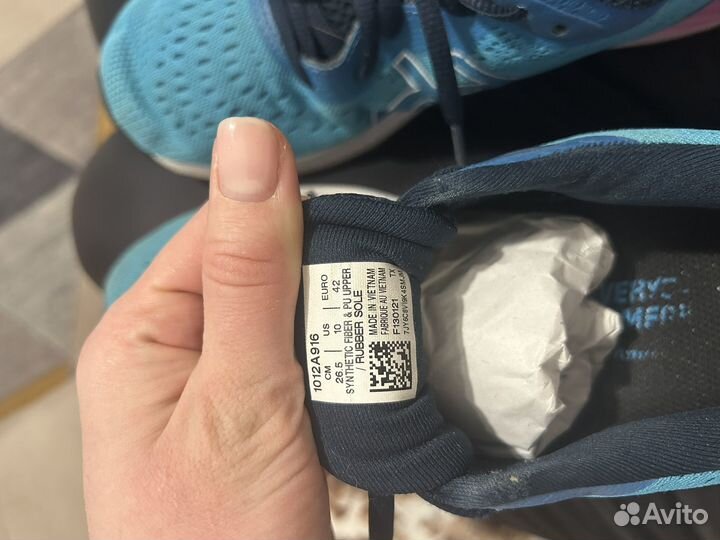 1012A916
CM US EURO
26.5 10 42
SYNTHETIC FIBER & PU UPPER
/ RUBBER SOLE
MADE IN VIETNAM
FABRIQUE AU VIETNAM
F130121 TX
Avito